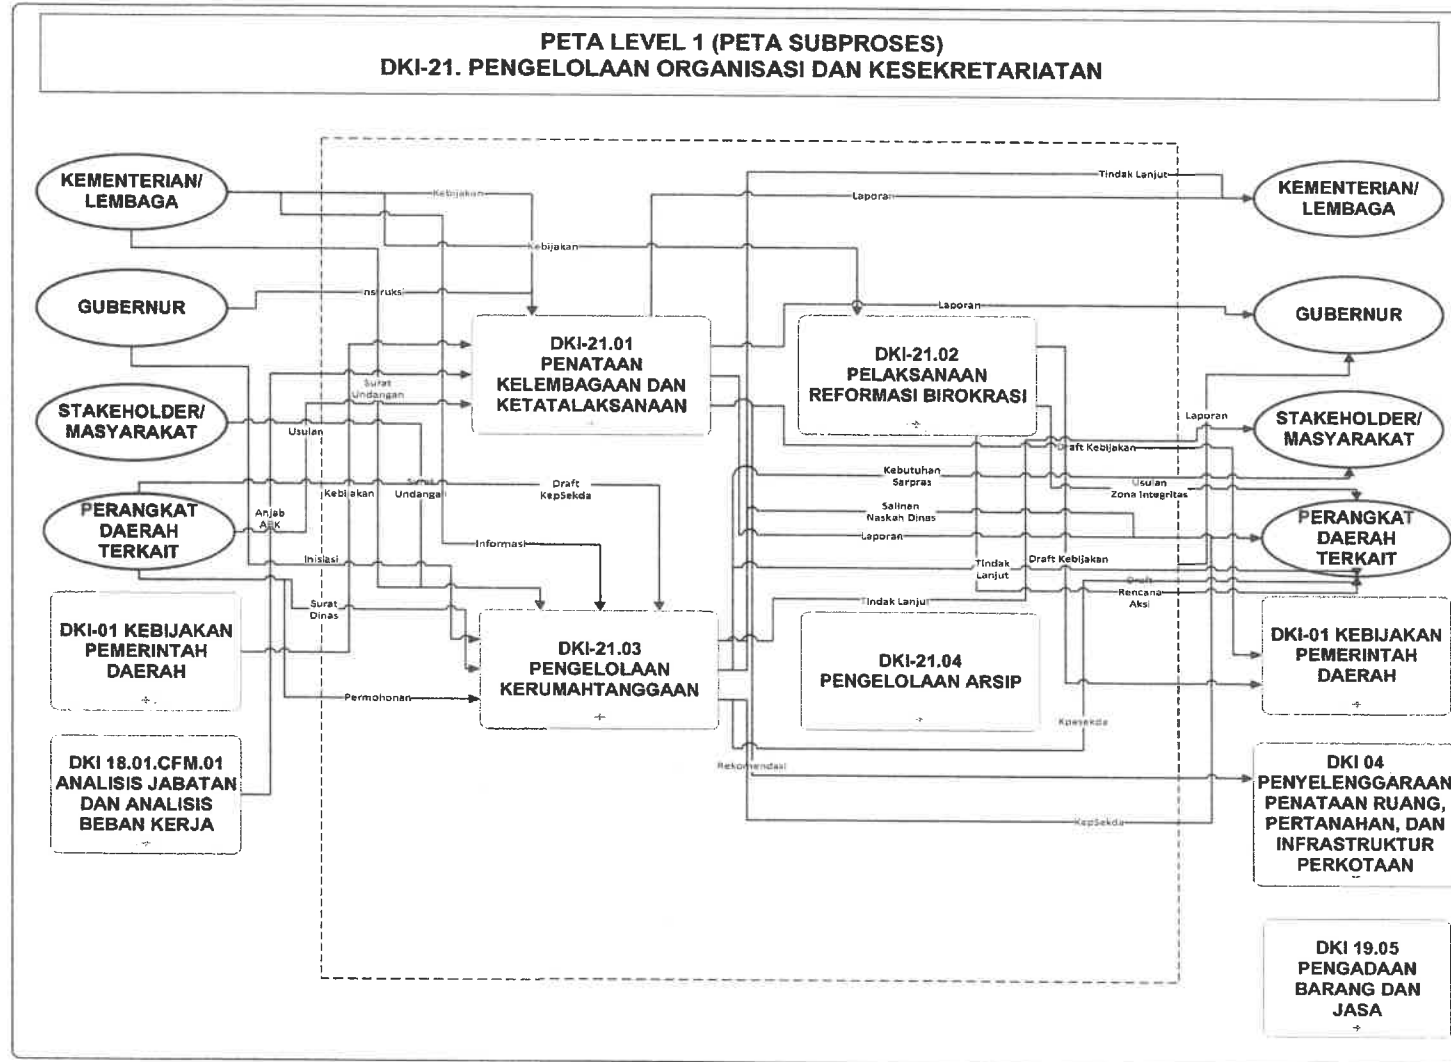 PETA LEVEL 1 (PETA SUBPROSES)
DKI-21. PENGELOLAAN ORGANISASI DAN KESEKRETARIATAN
KEMENTERIAN/
LEMBAGA
GUBERNUR
STAKEHOLDER/
MASYARAKAT
PERANGKAT
DAERAH
TERKAIT
DKI-01 KEBIJAKAN
PEMERINTAH
DAERAH
DKI 18.01.CFM.01
ANALISIS JABATAN
DAN ANALISIS
BEBAN KERJA
Kebijakan
Kebijakan
nstruksi
Surat
Undangan
Usulan
Anjab
ABK
Kebijakan
Surat
Undangan
Draft
KepSekda
Informasi
Inisiasi
Surat
Dinas
Permohonan
DKI-21.01
PENATAAN
KELEMBAGAAN DAN
KETATALAKSANAAN
DKI-21.02
PELAKSANAAN
REFORMASI BIROKRASI
DKI-21.03
PENGELOLAAN
KERUMAHTANGGAAN
DKI-21.04
PENGELOLAAN ARSIP
Tindak Lanjut
Laporan
Laporan
Laporan
Draft Kebijakan
Kebutuhan
Sarpras
Usulan
Zona Integritas
Salinan
Naskah Dinas
Laporan
Tindak
Lanjut
Draft Kebijakan
Draft
Rencana
Aksi
Tindak Lanjut
Kpesekda
Rekomendasi
KepSekda
KEMENTERIAN/
LEMBAGA
GUBERNUR
STAKEHOLDER/
MASYARAKAT
PERANGKAT
DAERAH
TERKAIT
DKI-01 KEBIJAKAN
PEMERINTAH
DAERAH
DKI 04
PENYELENGGARAAN
PENATAAN RUANG,
PERTANAHAN, DAN
INFRASTRUKTUR
PERKOTAAN
DKI 19.05
PENGADAAN
BARANG DAN
JASA